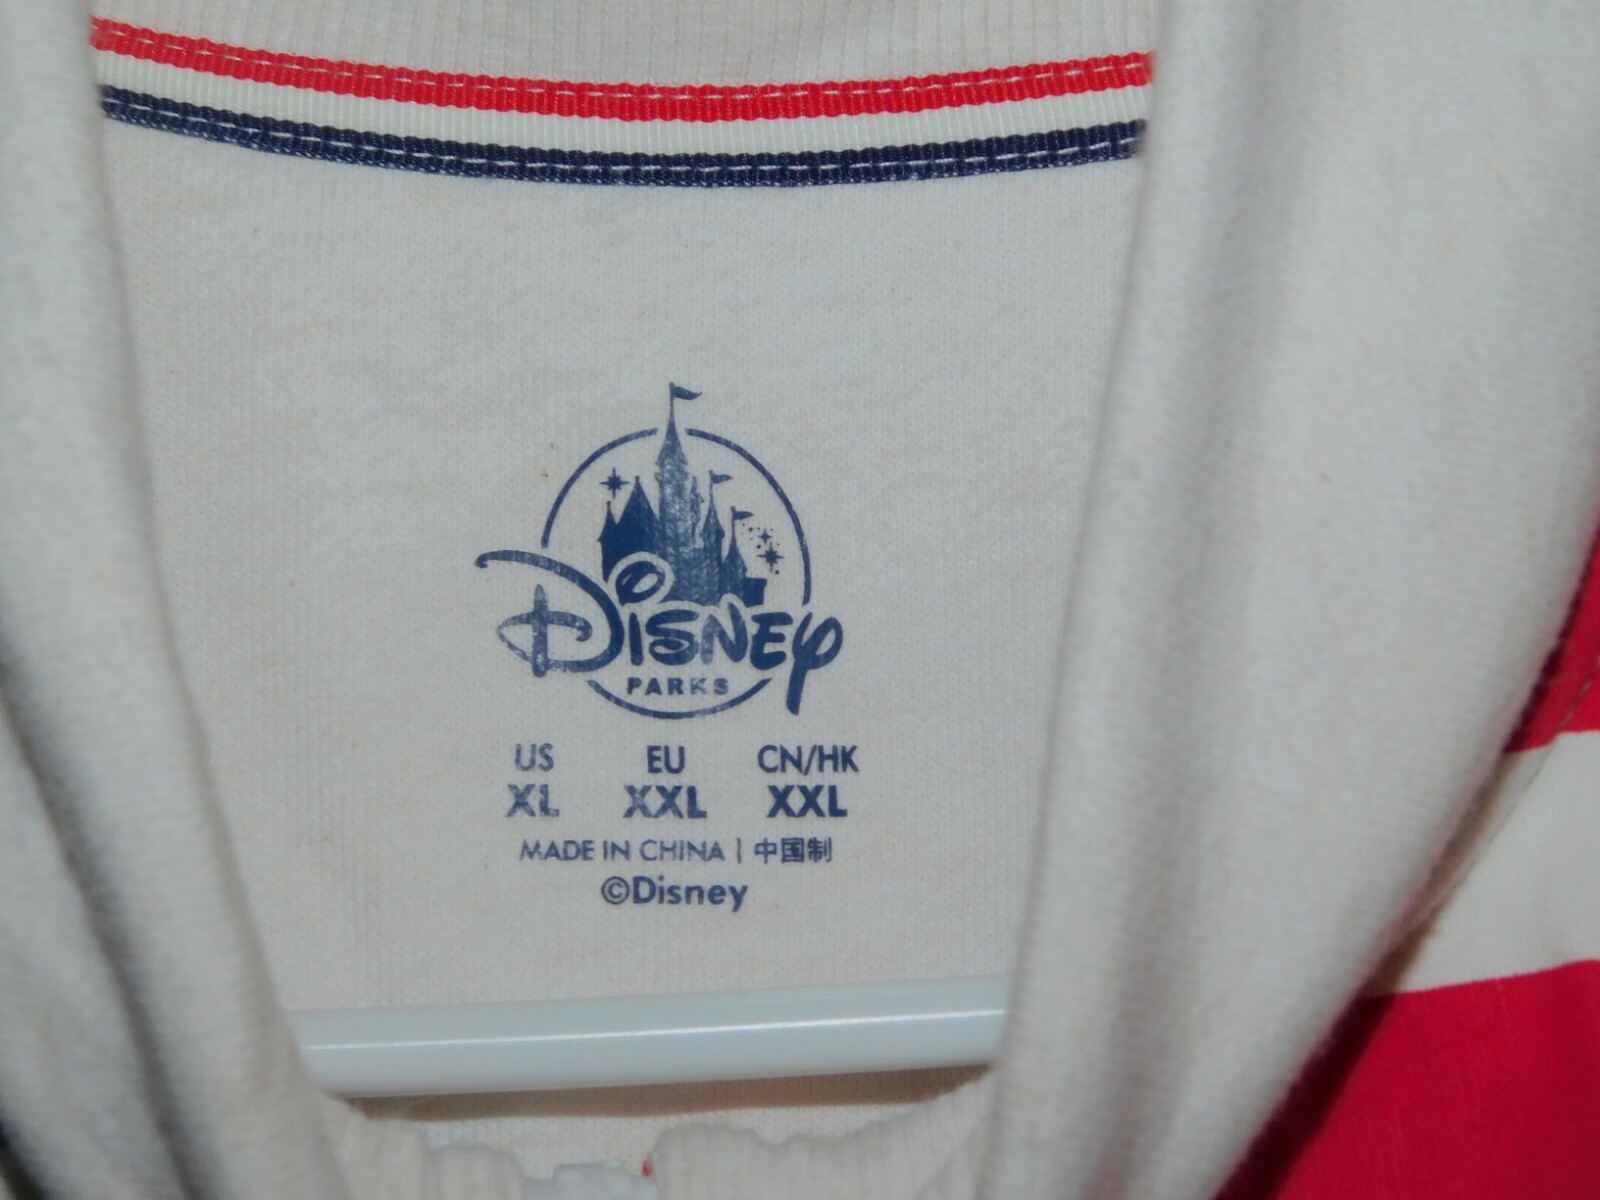 Disney
PARKS
US EU CN/HK
XL XXL XXL
MADE IN CHINA | 中国制
©Disney